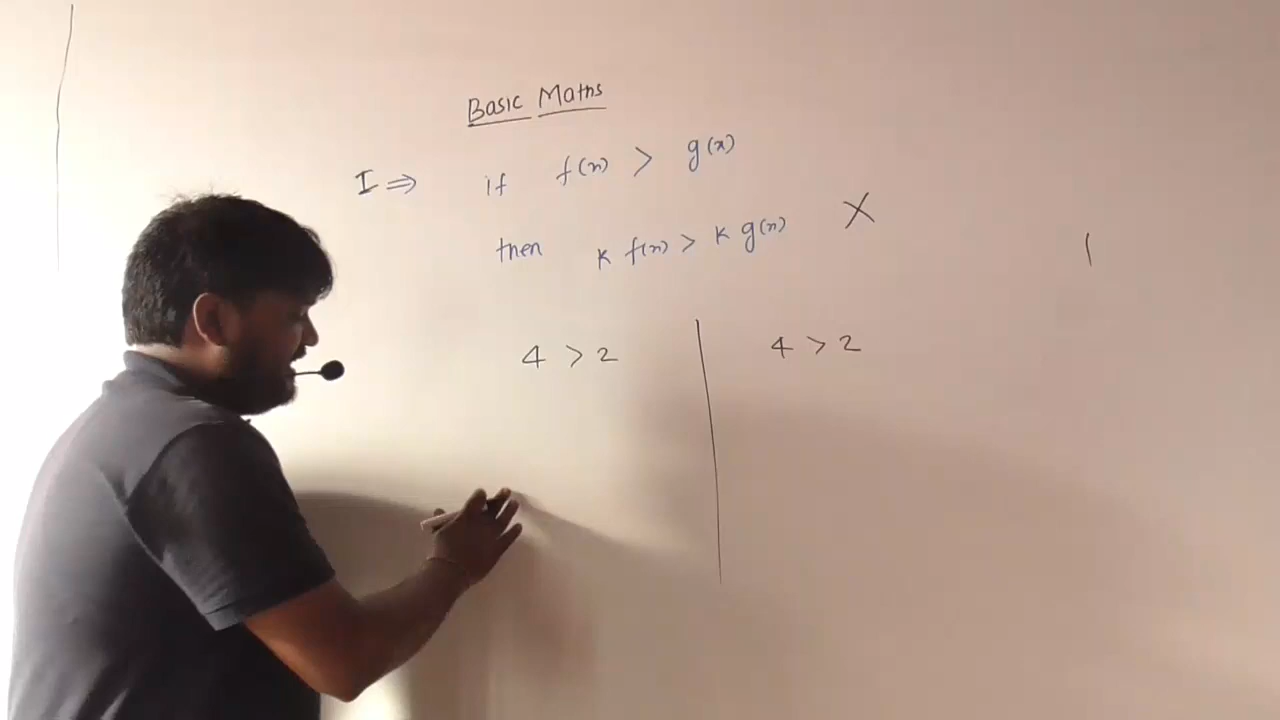 Basic Maths
I ⇒ if f(x) > g(x)
then k f(x) > k g(x) X
4 > 2
4 > 2